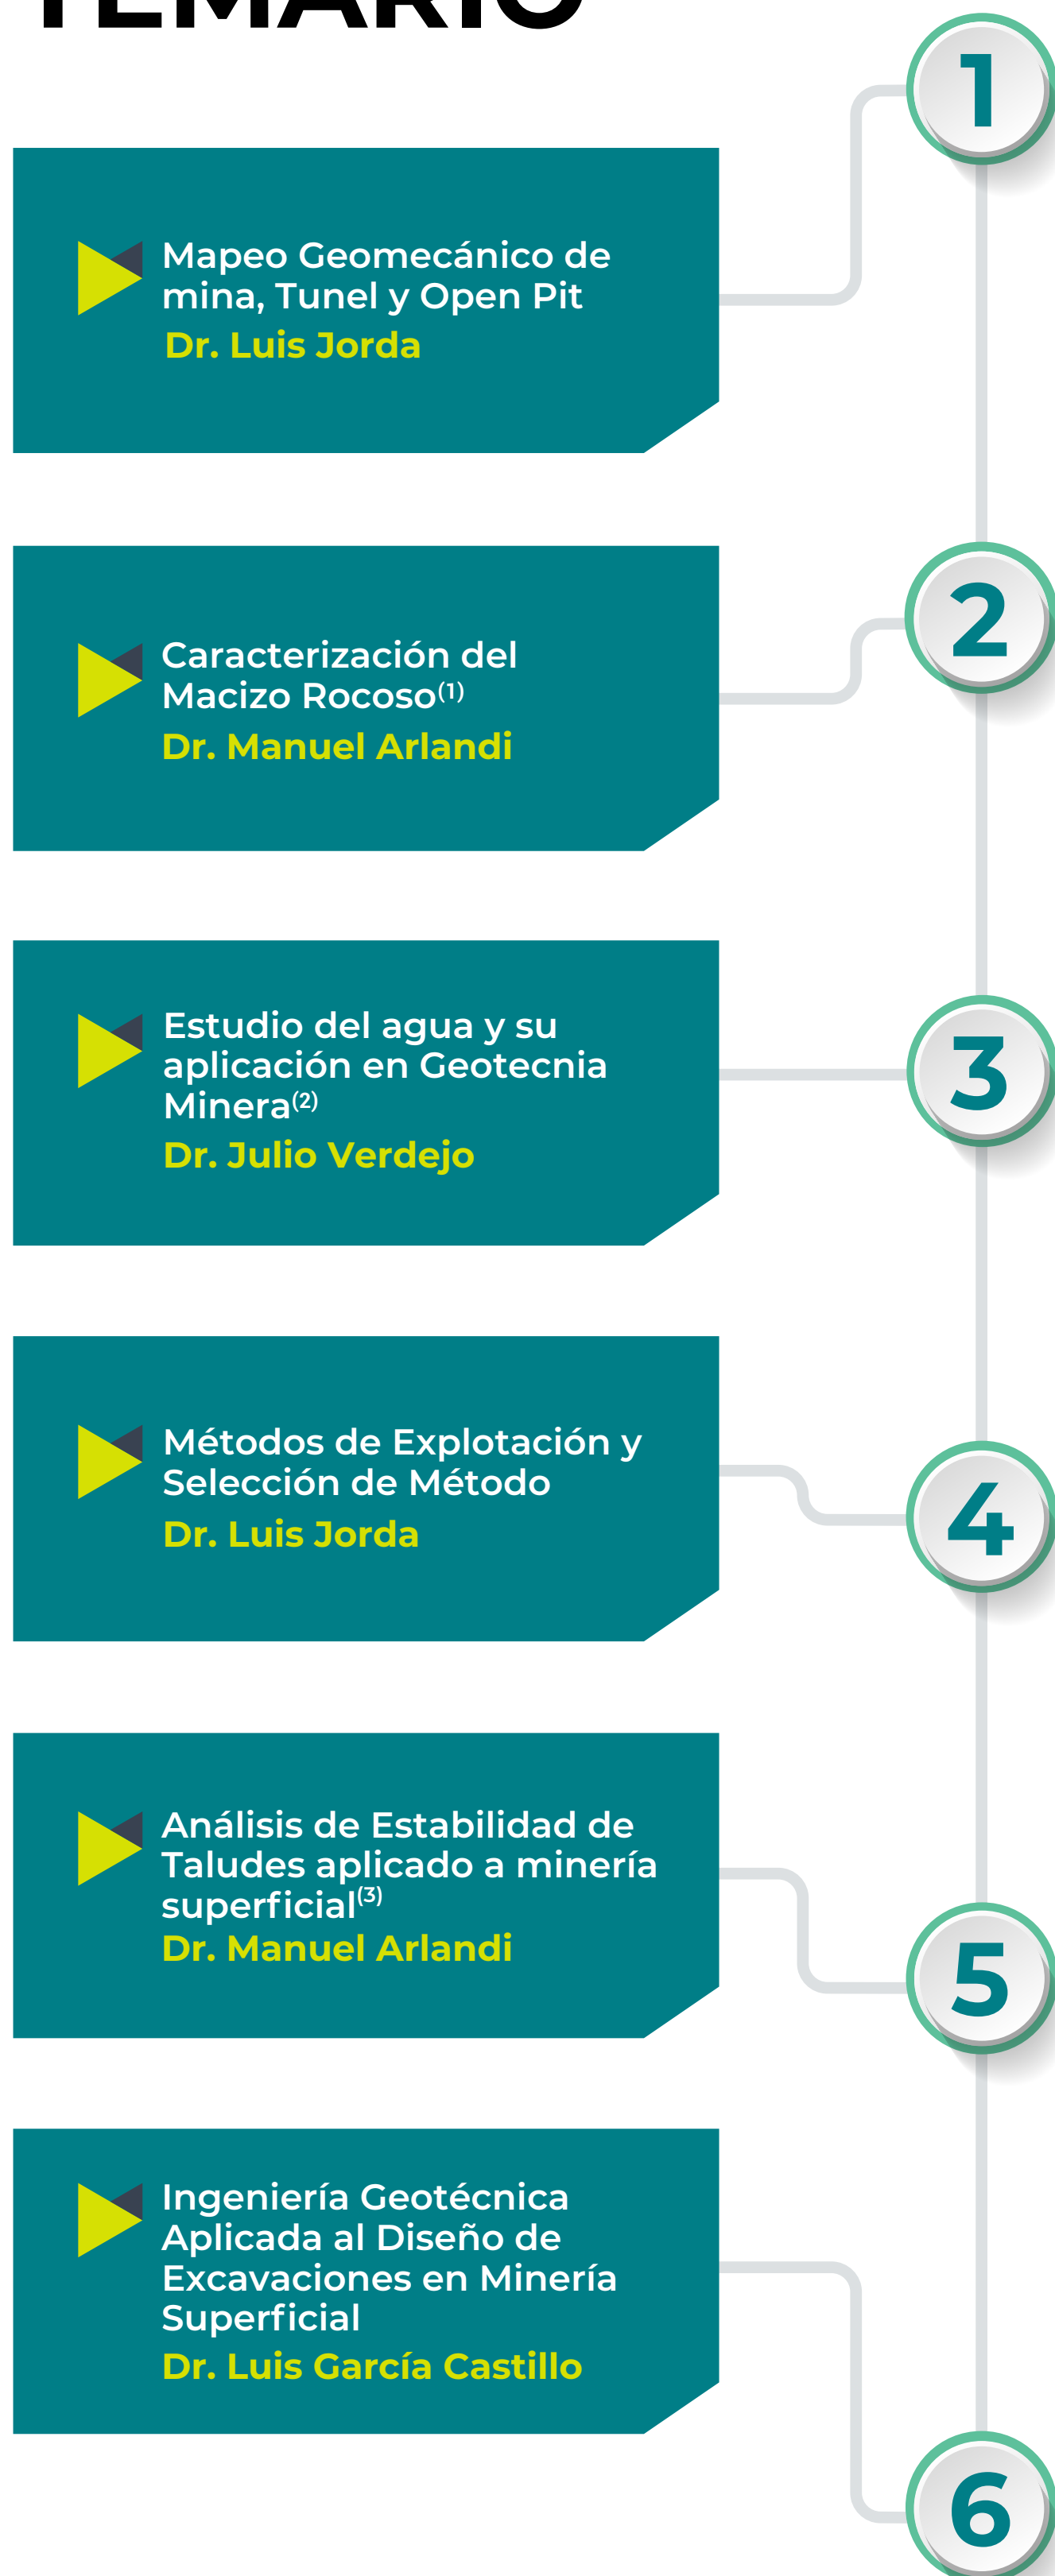 TEMARIO
1
Mapeo Geomecánico de
mina, Tunel y Open Pit
Dr. Luis Jorda
2
Caracterización del
Macizo Rocoso(1)
Dr. Manuel Arlandi
3
Estudio del agua y su
aplicación en Geotecnia
Minera(2)
Dr. Julio Verdejo
4
Métodos de Explotación y
Selección de Método
Dr. Luis Jorda
5
Análisis de Estabilidad de
Taludes aplicado a minería
superficial(3)
Dr. Manuel Arlandi
6
Ingeniería Geotécnica
Aplicada al Diseño de
Excavaciones en Minería
Superficial
Dr. Luis García Castillo